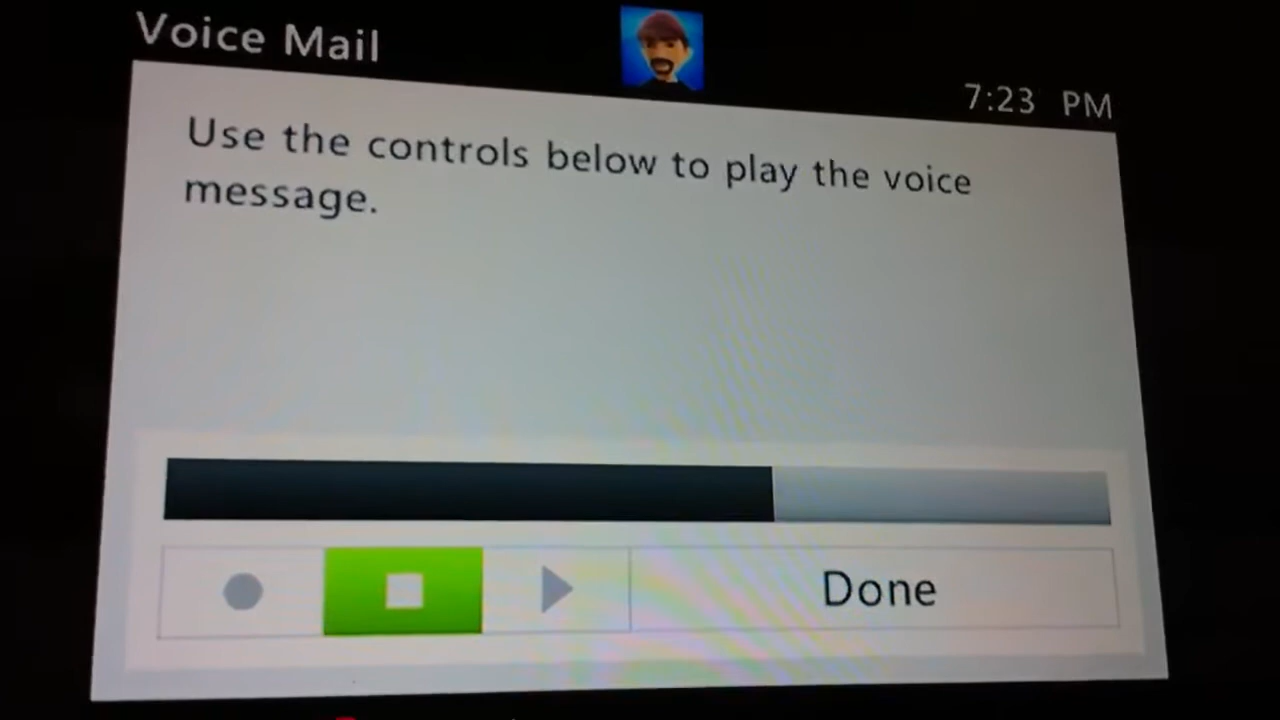 Voice Mail
7:23 PM
Use the controls below to play the voice
message.
Done